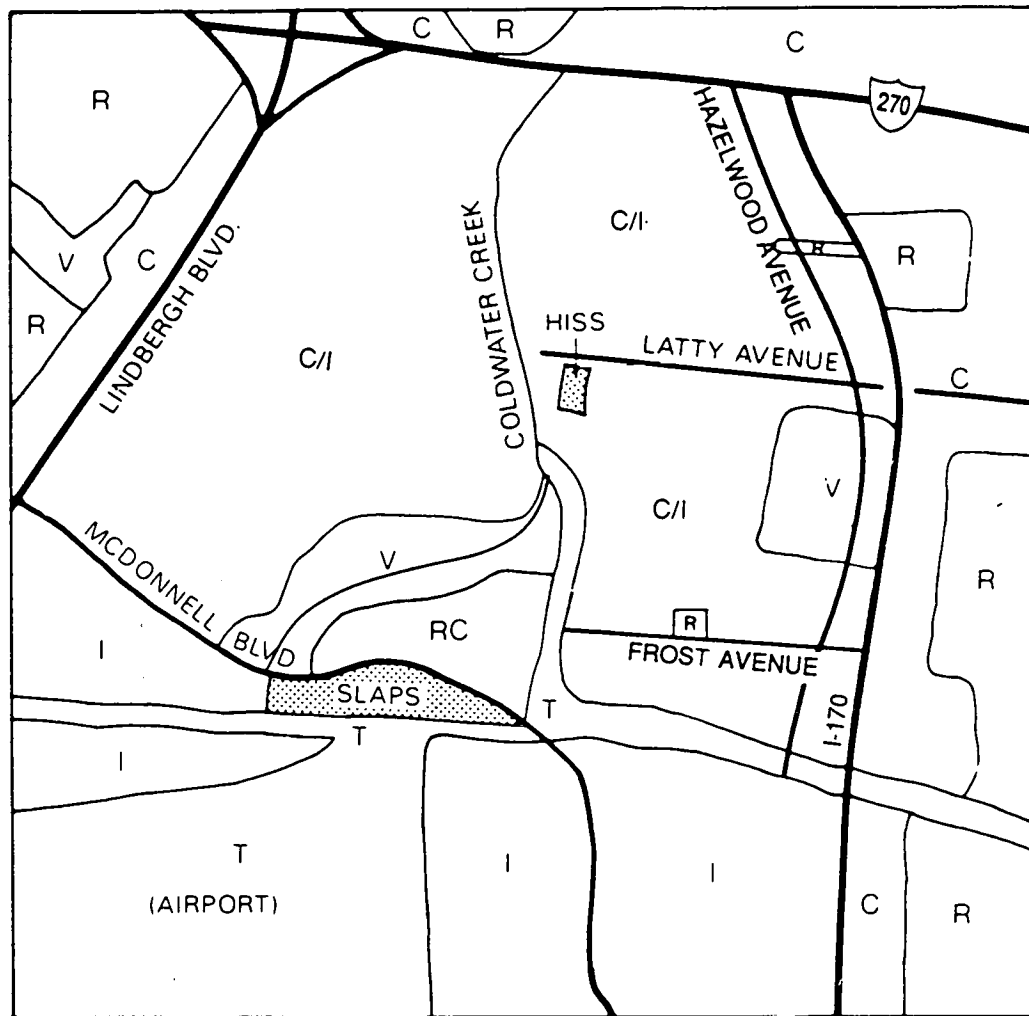 C
R
C
R
270
HAZELWOOD AVENUE
C/I
R
R
V
C
COLDWATER CREEK
R
LINDBERGH BLVD.
HISS
LATTY AVENUE
C/I
C
V
C/I
MCDONNELL BLVD
V
R
R
RC
I
FROST AVENUE
SLAPS
T
T
I-170
I
T
(AIRPORT)
I
I
C
R